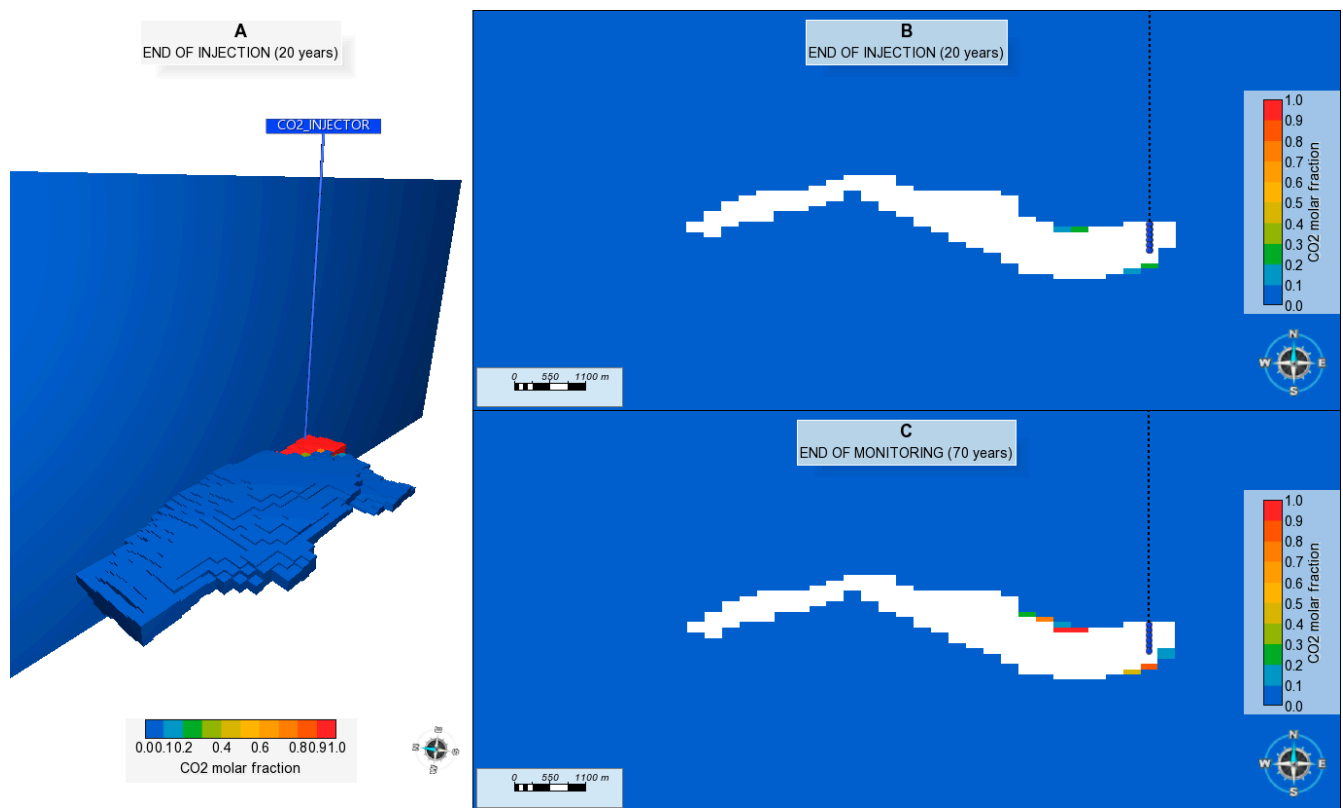 A
END OF INJECTION (20 years)
CO2_INJECTOR
0.00.10.2 0.4 0.6 0.80.91.0
CO2 molar fraction
B
END OF INJECTION (20 years)
1.0
0.9
0.8
0.7
0.6
0.5
0.4
0.3
0.2
0.1
0.0
CO2 molar fraction
N
W E
S
0 550 1100 m
C
END OF MONITORING (70 years)
1.0
0.9
0.8
0.7
0.6
0.5
0.4
0.3
0.2
0.1
0.0
CO2 molar fraction
N
W E
S
0 550 1100 m